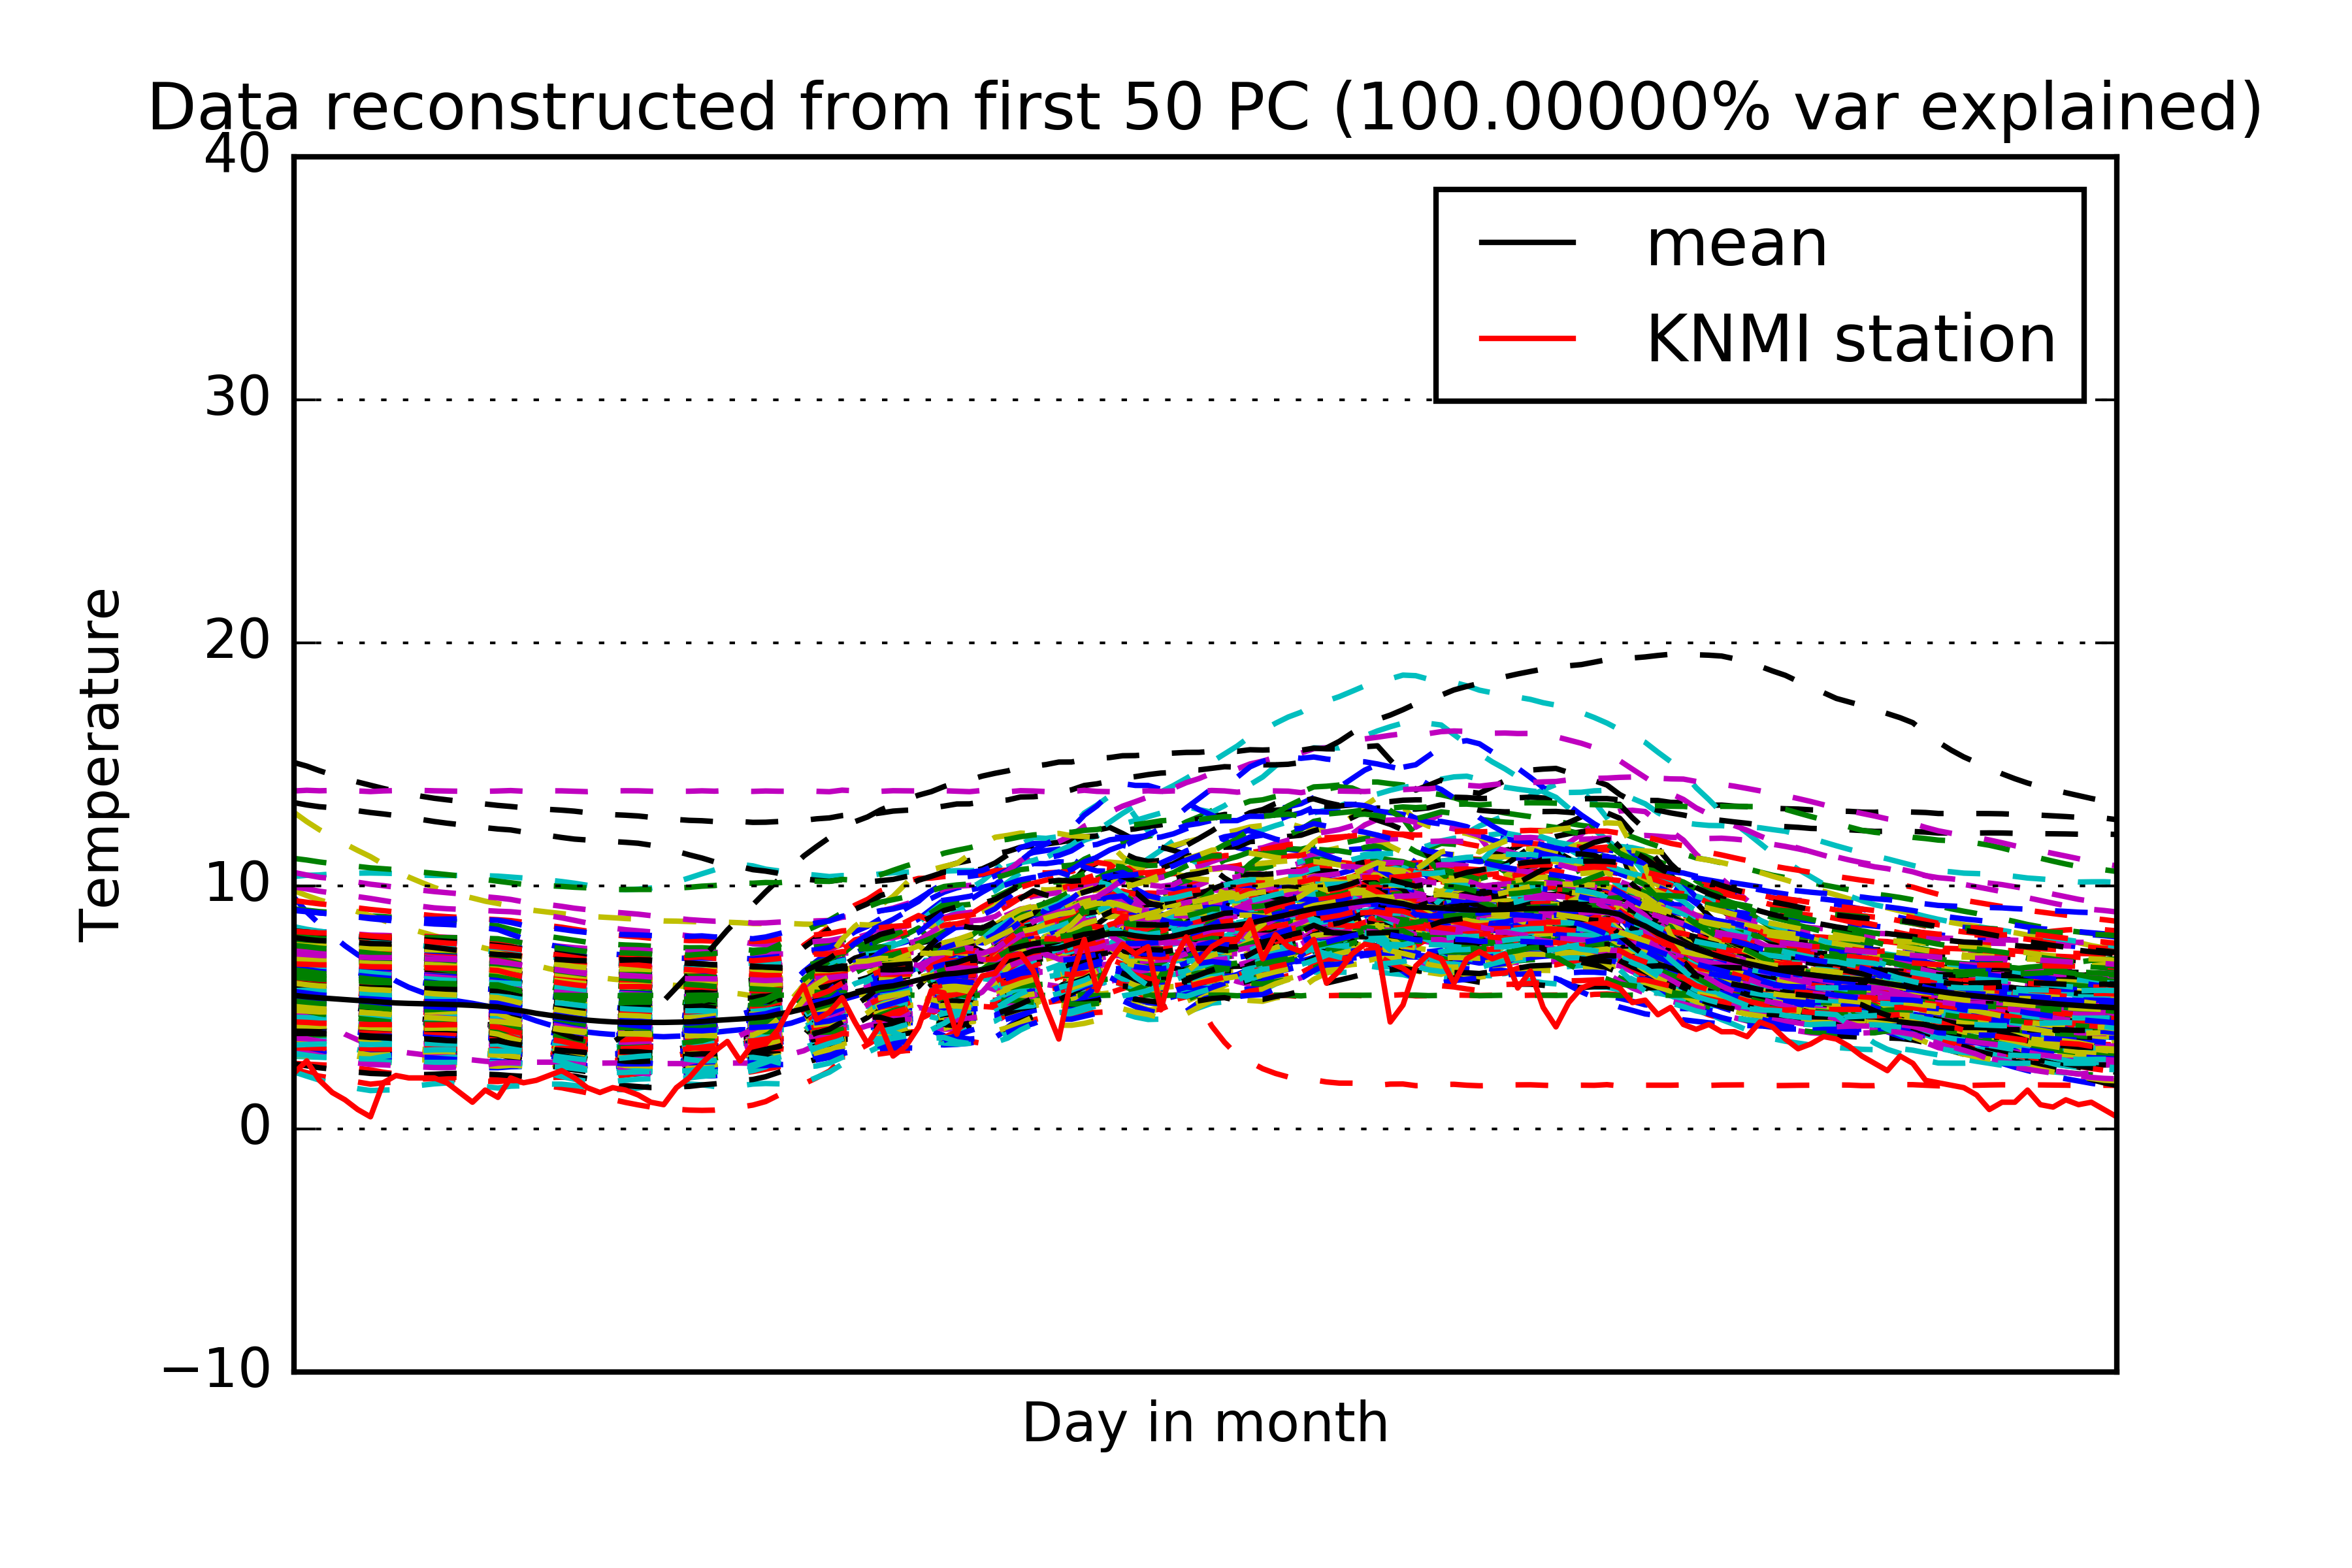 Data reconstructed from first 50 PC (100.00000% var explained)
40
30
20
10
0
−10
Temperature
Day in month
mean
KNMI station